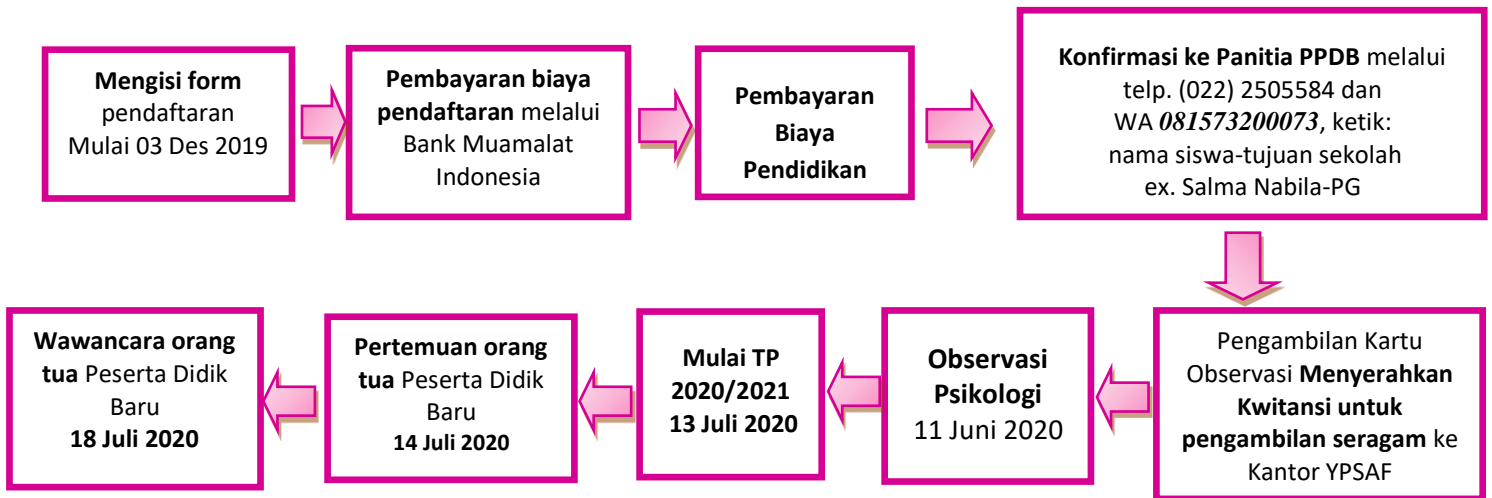 Mengisi form
pendaftaran
Mulai 03 Des 2019
Pembayaran biaya
pendaftaran melalui
Bank Muamalat
Indonesia
Pembayaran
Biaya
Pendidikan
Konfirmasi ke Panitia PPDB melalui
telp. (022) 2505584 dan
WA 081573200073, ketik:
nama siswa-tujuan sekolah
ex. Salma Nabila-PG
Pengambilan Kartu
Observasi Menyerahkan
Kwitansi untuk
pengambilan seragam ke
Kantor YPSAF
Observasi
Psikologi
11 Juni 2020
Mulai TP
2020/2021
13 Juli 2020
Pertemuan orang
tua Peserta Didik
Baru
14 Juli 2020
Wawancara orang
tua Peserta Didik
Baru
18 Juli 2020